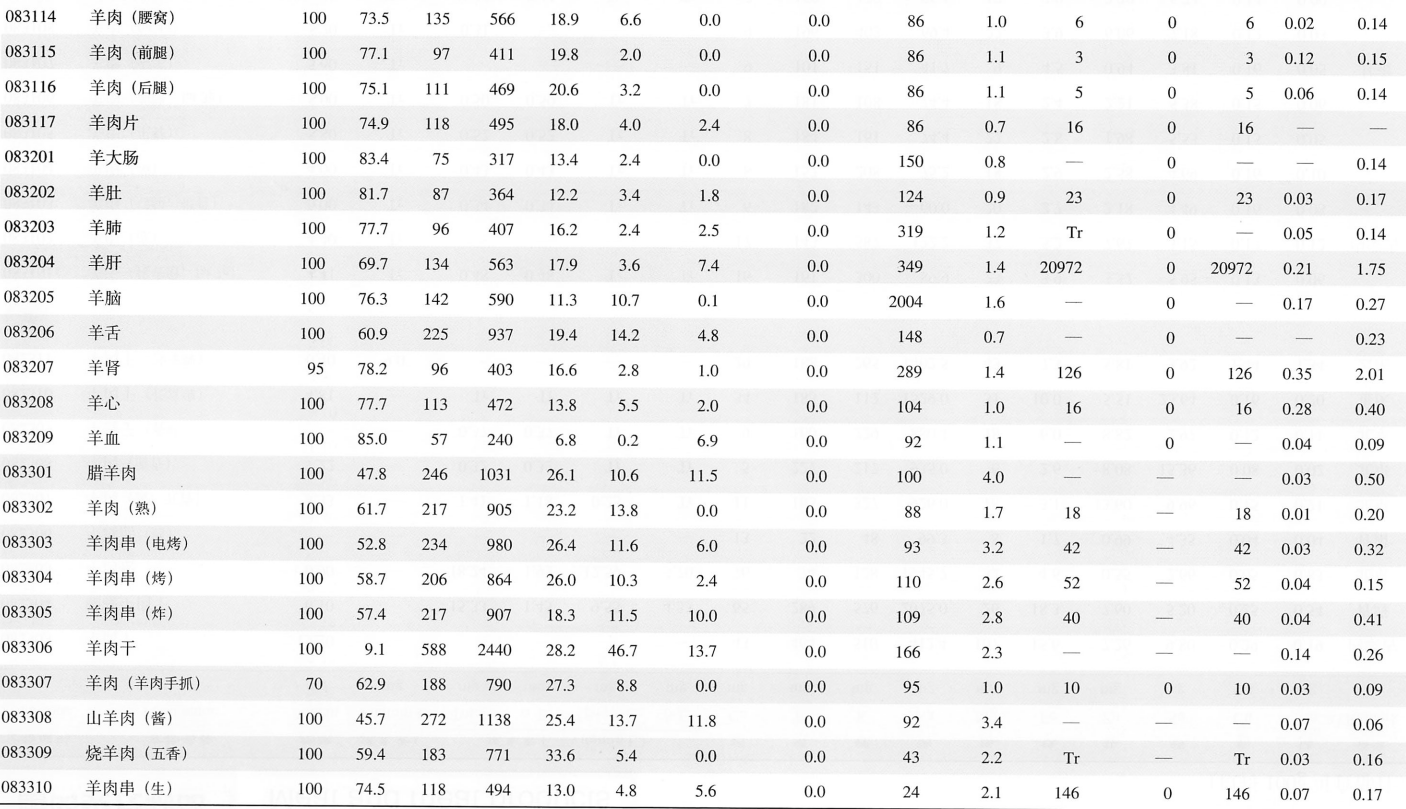 083114 羊肉（腰窝） 100 73.5 135 566 18.9 6.6 0.0 0.0 86 1.0 6 0 6 0.02 0.14
083115 羊肉（前腿） 100 77.1 97 411 19.8 2.0 0.0 0.0 86 1.1 3 0 3 0.12 0.15
083116 羊肉（后腿） 100 75.1 111 469 20.6 3.2 0.0 0.0 86 1.1 5 0 5 0.06 0.14
083117 羊肉片 100 74.9 118 495 18.0 4.0 2.4 0.0 86 0.7 16 0 16 — —
083201 羊大肠 100 83.4 75 317 13.4 2.4 0.0 0.0 150 0.8 — 0 — — 0.14
083202 羊肚 100 81.7 87 364 12.2 3.4 1.8 0.0 124 0.9 23 0 23 0.03 0.17
083203 羊肺 100 77.7 96 407 16.2 2.4 2.5 0.0 319 1.2 Tr 0 — 0.05 0.14
083204 羊肝 100 69.7 134 563 17.9 3.6 7.4 0.0 349 1.4 20972 0 20972 0.21 1.75
083205 羊脑 100 76.3 142 590 11.3 10.7 0.1 0.0 2004 1.6 — 0 — 0.17 0.27
083206 羊舌 100 60.9 225 937 19.4 14.2 4.8 0.0 148 0.7 — 0 — — 0.23
083207 羊肾 95 78.2 96 403 16.6 2.8 1.0 0.0 289 1.4 126 0 126 0.35 2.01
083208 羊心 100 77.7 113 472 13.8 5.5 2.0 0.0 104 1.0 16 0 16 0.28 0.40
083209 羊血 100 85.0 57 240 6.8 0.2 6.9 0.0 92 1.1 — 0 — 0.04 0.09
083301 腊羊肉 100 47.8 246 1031 26.1 10.6 11.5 0.0 100 4.0 — — — 0.03 0.50
083302 羊肉（熟） 100 61.7 217 905 23.2 13.8 0.0 0.0 88 1.7 18 — 18 0.01 0.20
083303 羊肉串（电烤） 100 52.8 234 980 26.4 11.6 6.0 0.0 93 3.2 42 — 42 0.03 0.32
083304 羊肉串（烤） 100 58.7 206 864 26.0 10.3 2.4 0.0 110 2.6 52 — 52 0.04 0.15
083305 羊肉串（炸） 100 57.4 217 907 18.3 11.5 10.0 0.0 109 2.8 40 — 40 0.04 0.41
083306 羊肉干 100 9.1 588 2440 28.2 46.7 13.7 0.0 166 2.3 — — — 0.14 0.26
083307 羊肉（羊肉手抓） 70 62.9 188 790 27.3 8.8 0.0 0.0 95 1.0 10 0 10 0.03 0.09
083308 山羊肉（酱） 100 45.7 272 1138 25.4 13.7 11.8 0.0 92 3.4 — — — 0.07 0.06
083309 烧羊肉（五香） 100 59.4 183 771 33.6 5.4 0.0 0.0 43 2.2 Tr — Tr 0.03 0.16
083310 羊肉串（生） 100 74.5 118 494 13.0 4.8 5.6 0.0 24 2.1 146 0 146 0.07 0.17